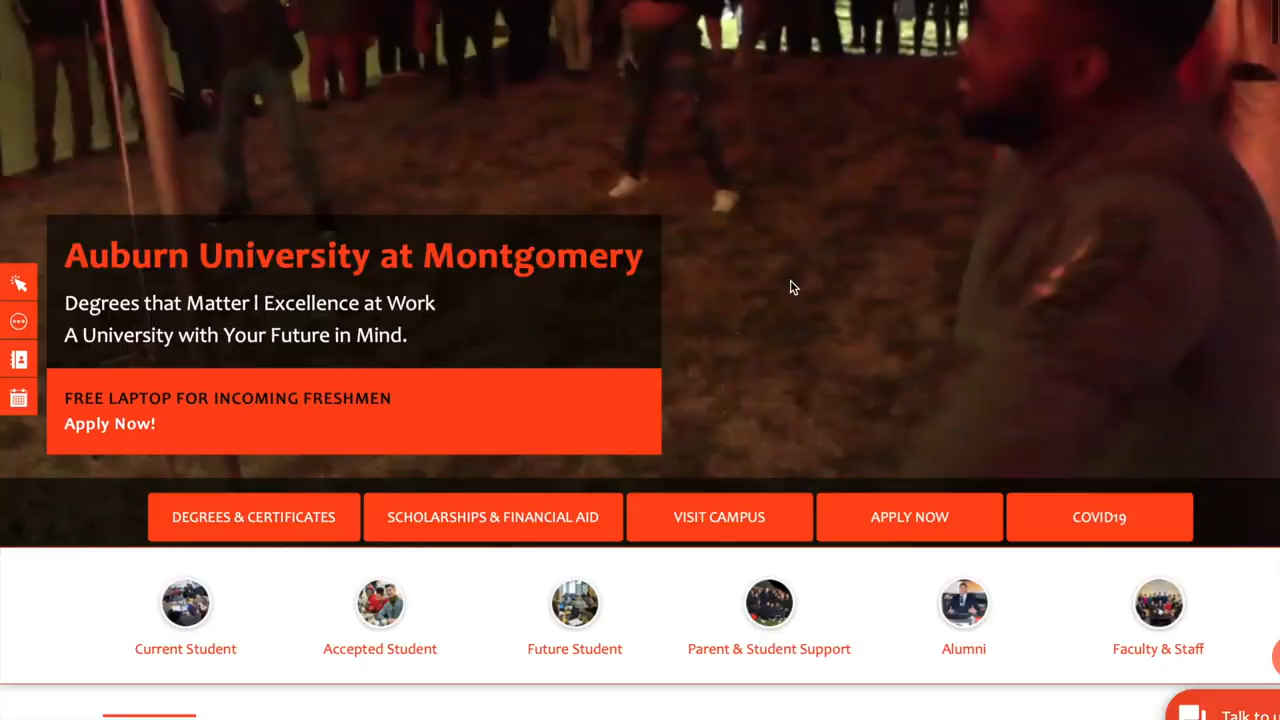 Auburn University at Montgomery
Degrees that Matter | Excellence at Work
A University with Your Future in Mind.
FREE LAPTOP FOR INCOMING FRESHMEN
Apply Now!
DEGREES & CERTIFICATES
SCHOLARSHIPS & FINANCIAL AID
VISIT CAMPUS
APPLY NOW
COVID19
Current Student
Accepted Student
Future Student
Parent & Student Support
Alumni
Faculty & Staff
Talk to